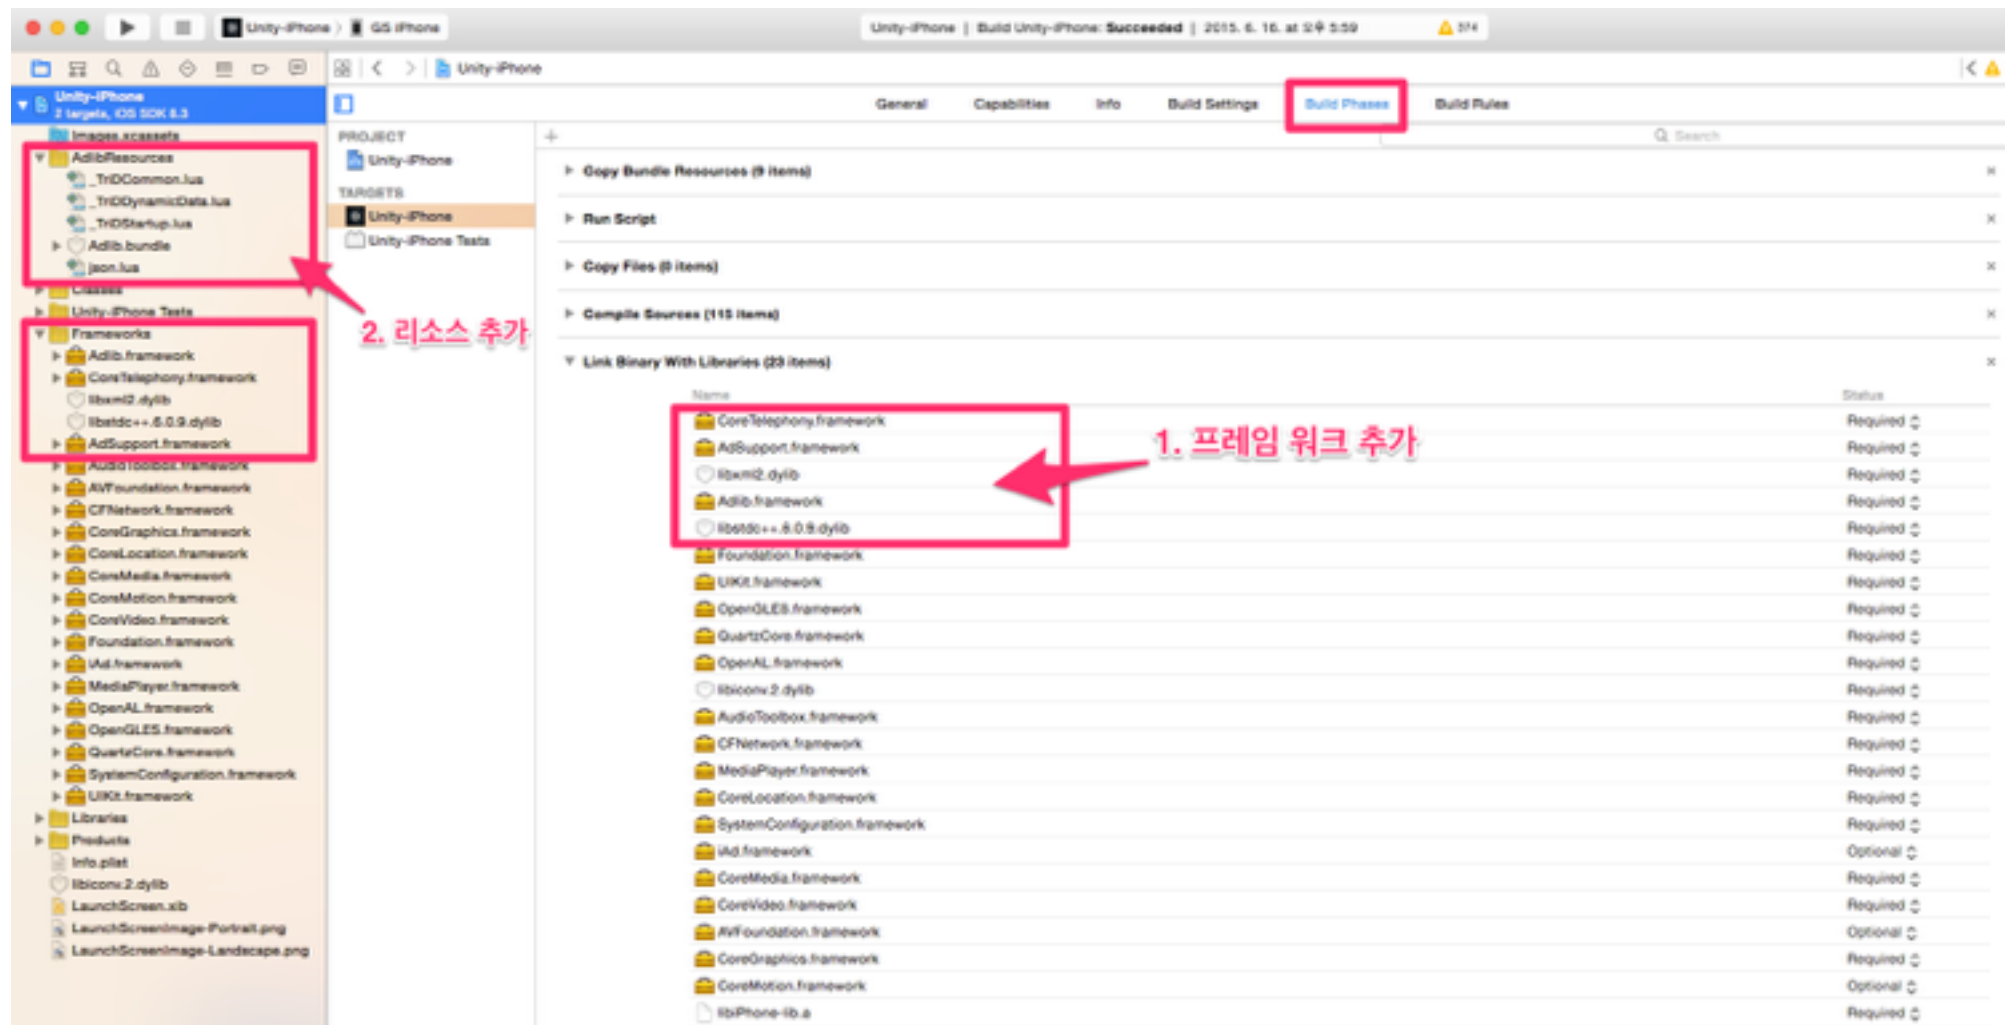 Unity-iPhone
GS iPhone
Unity-iPhone | Build Unity-iPhone: Succeeded | 2015. 6. 16. at 오후 5:59
374
Unity-iPhone
Unity-iPhone
2 targets, iOS SDK 8.3
Images.xcassets
AdlibResources
_TriDCommon.lua
_TriDDynamicData.lua
_TriDStartup.lua
Adlib.bundle
json.lua
Classes
Unity-iPhone Tests
Frameworks
Adlib.framework
CoreTelephony.framework
libxml2.dylib
libstdc++.6.0.9.dylib
AdSupport.framework
AudioToolbox.framework
AVFoundation.framework
CFNetwork.framework
CoreGraphics.framework
CoreLocation.framework
CoreMedia.framework
CoreMotion.framework
CoreVideo.framework
Foundation.framework
iAd.framework
MediaPlayer.framework
OpenAL.framework
OpenGLES.framework
QuartzCore.framework
SystemConfiguration.framework
UIKit.framework
Libraries
Products
Info.plist
libiconv.2.dylib
LaunchScreen.xib
LaunchScreenImage-Portrait.png
LaunchScreenImage-Landscape.png
2. 리소스 추가
PROJECT
Unity-iPhone
TARGETS
Unity-iPhone
Unity-iPhone Tests
General Capabilities Info Build Settings Build Phases Build Rules
Search
Copy Bundle Resources (9 items)
Run Script
Copy Files (0 items)
Compile Sources (115 items)
Link Binary With Libraries (23 items)
Name Status
CoreTelephony.framework Required
AdSupport.framework Required
libxml2.dylib Required
Adlib.framework Required
libstdc++.6.0.9.dylib Required
1. 프레임 워크 추가
Foundation.framework Required
UIKit.framework Required
OpenGLES.framework Required
QuartzCore.framework Required
OpenAL.framework Required
libiconv.2.dylib Required
AudioToolbox.framework Required
CFNetwork.framework Required
MediaPlayer.framework Required
CoreLocation.framework Required
SystemConfiguration.framework Required
iAd.framework Optional
CoreMedia.framework Required
CoreVideo.framework Required
AVFoundation.framework Optional
CoreGraphics.framework Required
CoreMotion.framework Optional
libiPhone-lib.a Required